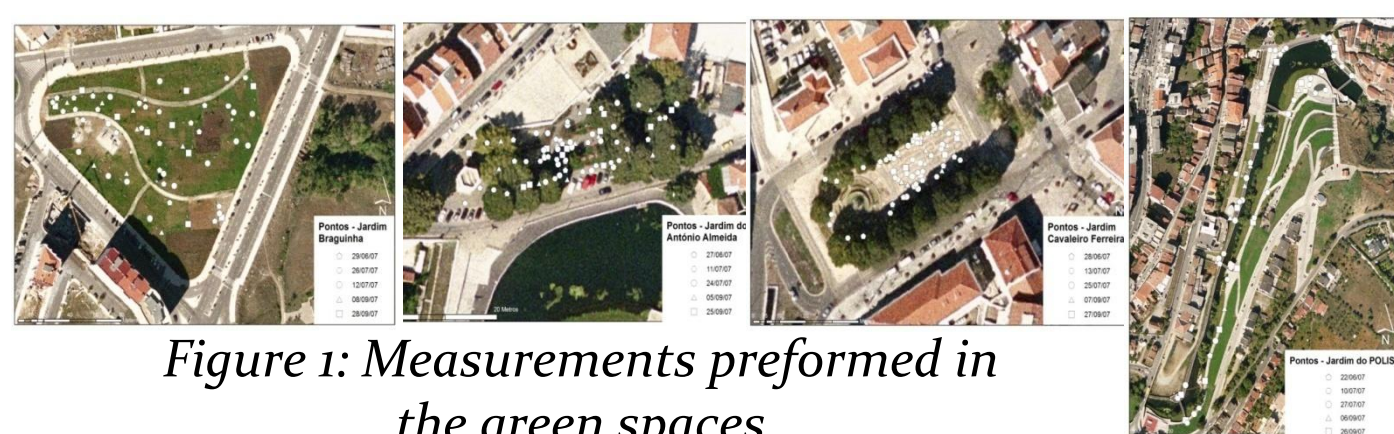 Pontos - Jardim
Braguinha
29/06/07
26/07/07
12/07/07
08/09/07
28/09/07
20 Metros
Pontos - Jardim do
António Almeida
27/06/07
11/07/07
24/07/07
05/09/07
25/09/07
N
Pontos - Jardim
Cavaleiro Ferreira
28/06/07
13/07/07
25/07/07
07/09/07
27/09/07
N
Pontos - Jardim do POLIS
22/06/07
10/07/07
27/07/07
06/09/07
26/09/07
Figure 1: Measurements preformed in
the green spaces